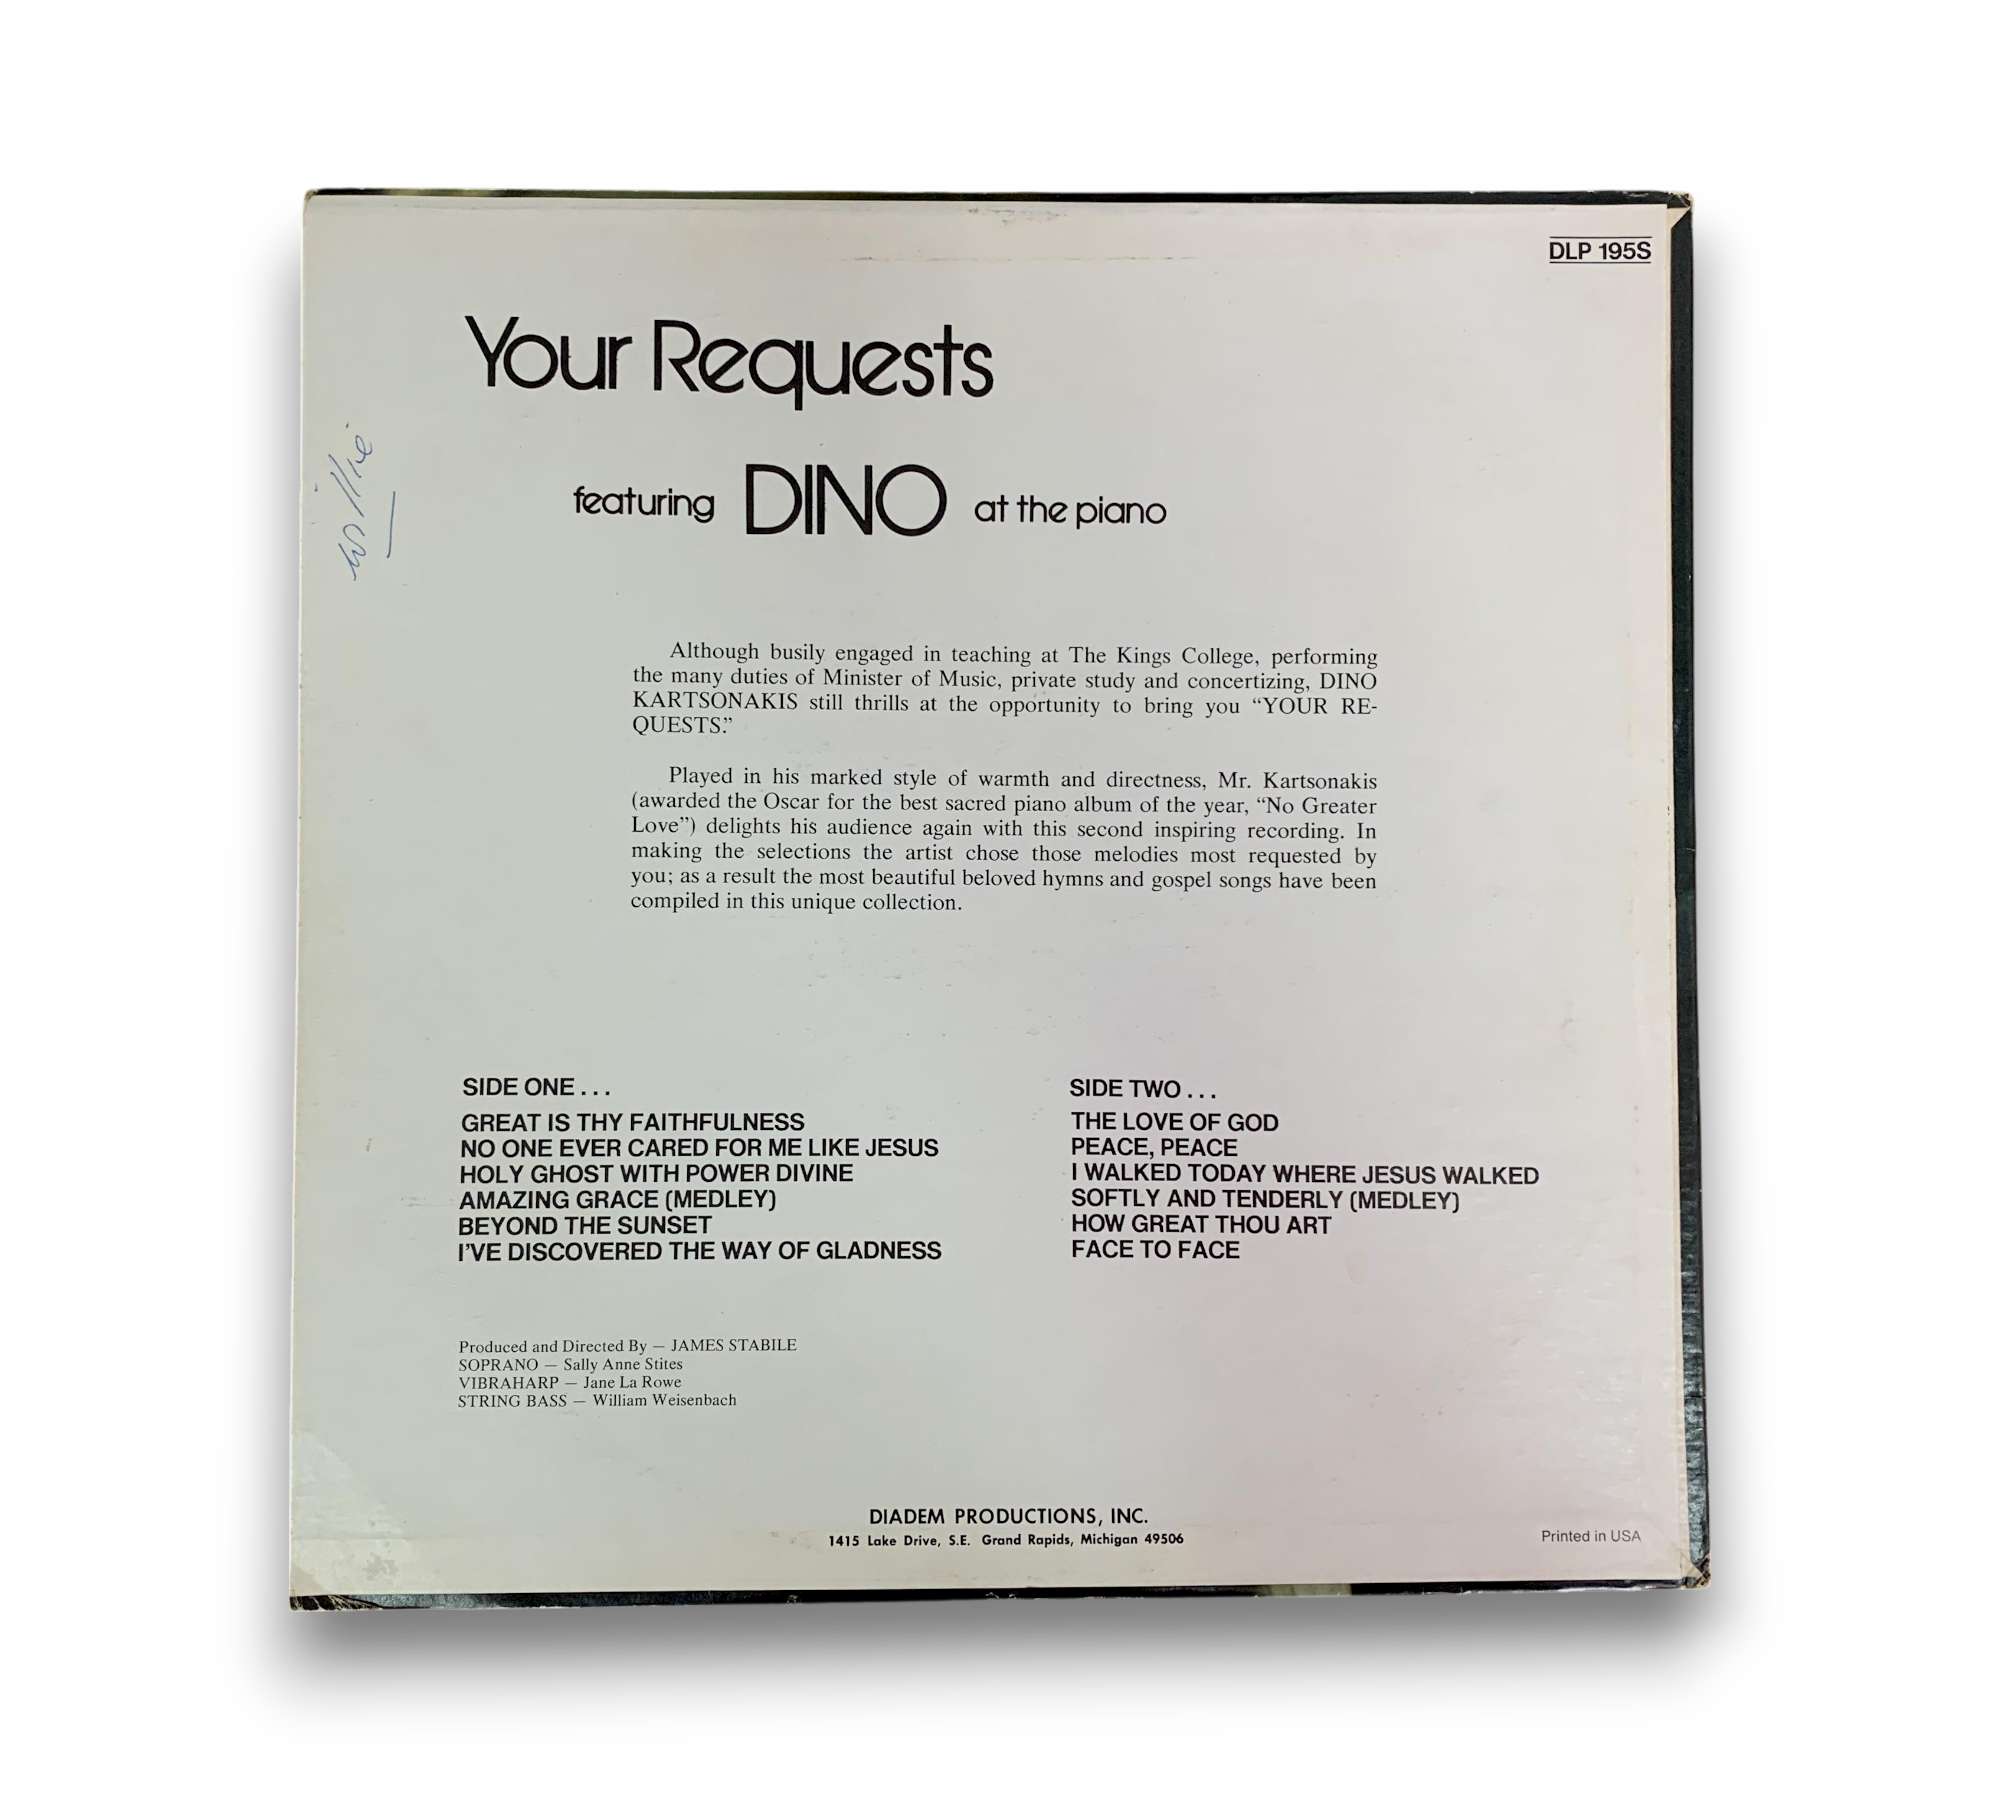 DLP 195S
Your Requests
featuring DINO at the piano
Willie
Although busily engaged in teaching at The Kings College, performing
the many duties of Minister of Music, private study and concertizing, DINO
KARTSONAKIS still thrills at the opportunity to bring you “YOUR RE-
QUESTS.”
Played in his marked style of warmth and directness, Mr. Kartsonakis
(awarded the Oscar for the best sacred piano album of the year, “No Greater
Love”) delights his audience again with this second inspiring recording. In
making the selections the artist chose those melodies most requested by
you; as a result the most beautiful beloved hymns and gospel songs have been
compiled in this unique collection.
SIDE ONE . . .
GREAT IS THY FAITHFULNESS
NO ONE EVER CARED FOR ME LIKE JESUS
HOLY GHOST WITH POWER DIVINE
AMAZING GRACE (MEDLEY)
BEYOND THE SUNSET
I’VE DISCOVERED THE WAY OF GLADNESS
SIDE TWO . . .
THE LOVE OF GOD
PEACE, PEACE
I WALKED TODAY WHERE JESUS WALKED
SOFTLY AND TENDERLY (MEDLEY)
HOW GREAT THOU ART
FACE TO FACE
Produced and Directed By — JAMES STABILE
SOPRANO — Sally Anne Stites
VIBRAHARP — Jane La Rowe
STRING BASS — William Weisenbach
DIADEM PRODUCTIONS, INC.
1415 Lake Drive, S.E. Grand Rapids, Michigan 49506
Printed in USA